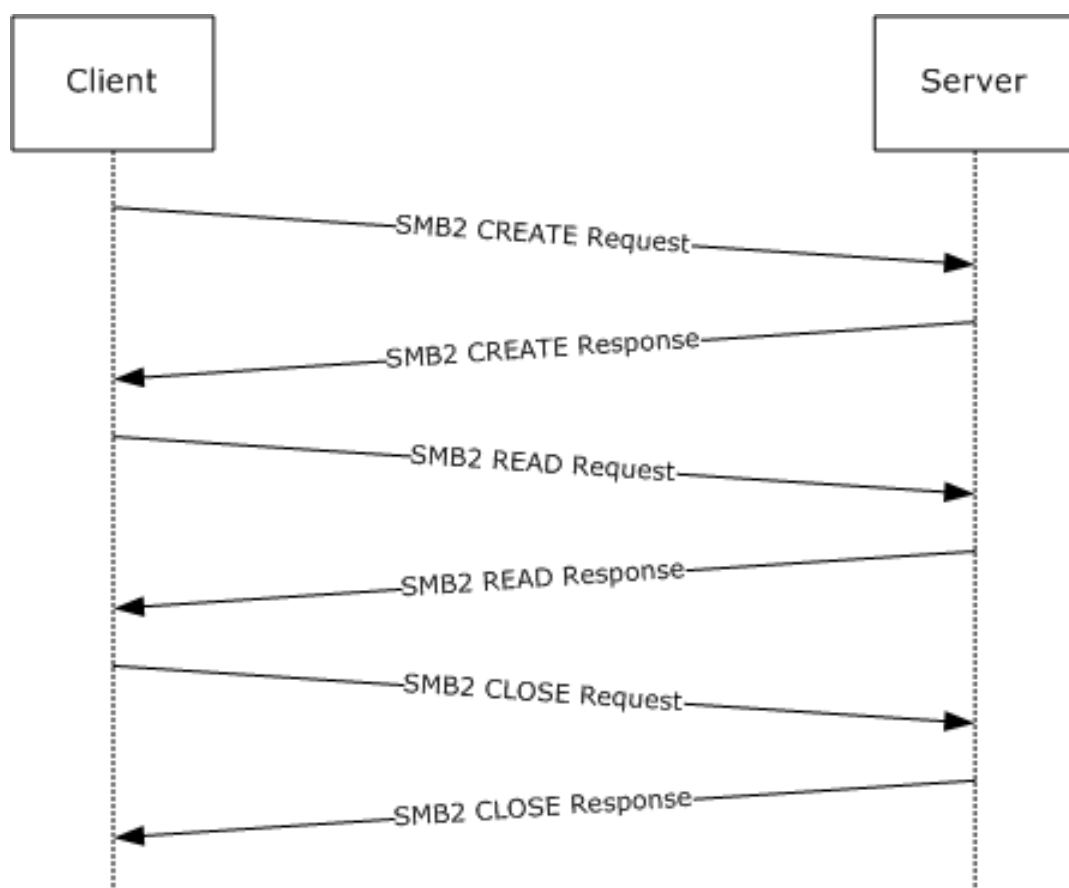 Client
Server
SMB2 CREATE Request
SMB2 CREATE Response
SMB2 READ Request
SMB2 READ Response
SMB2 CLOSE Request
SMB2 CLOSE Response